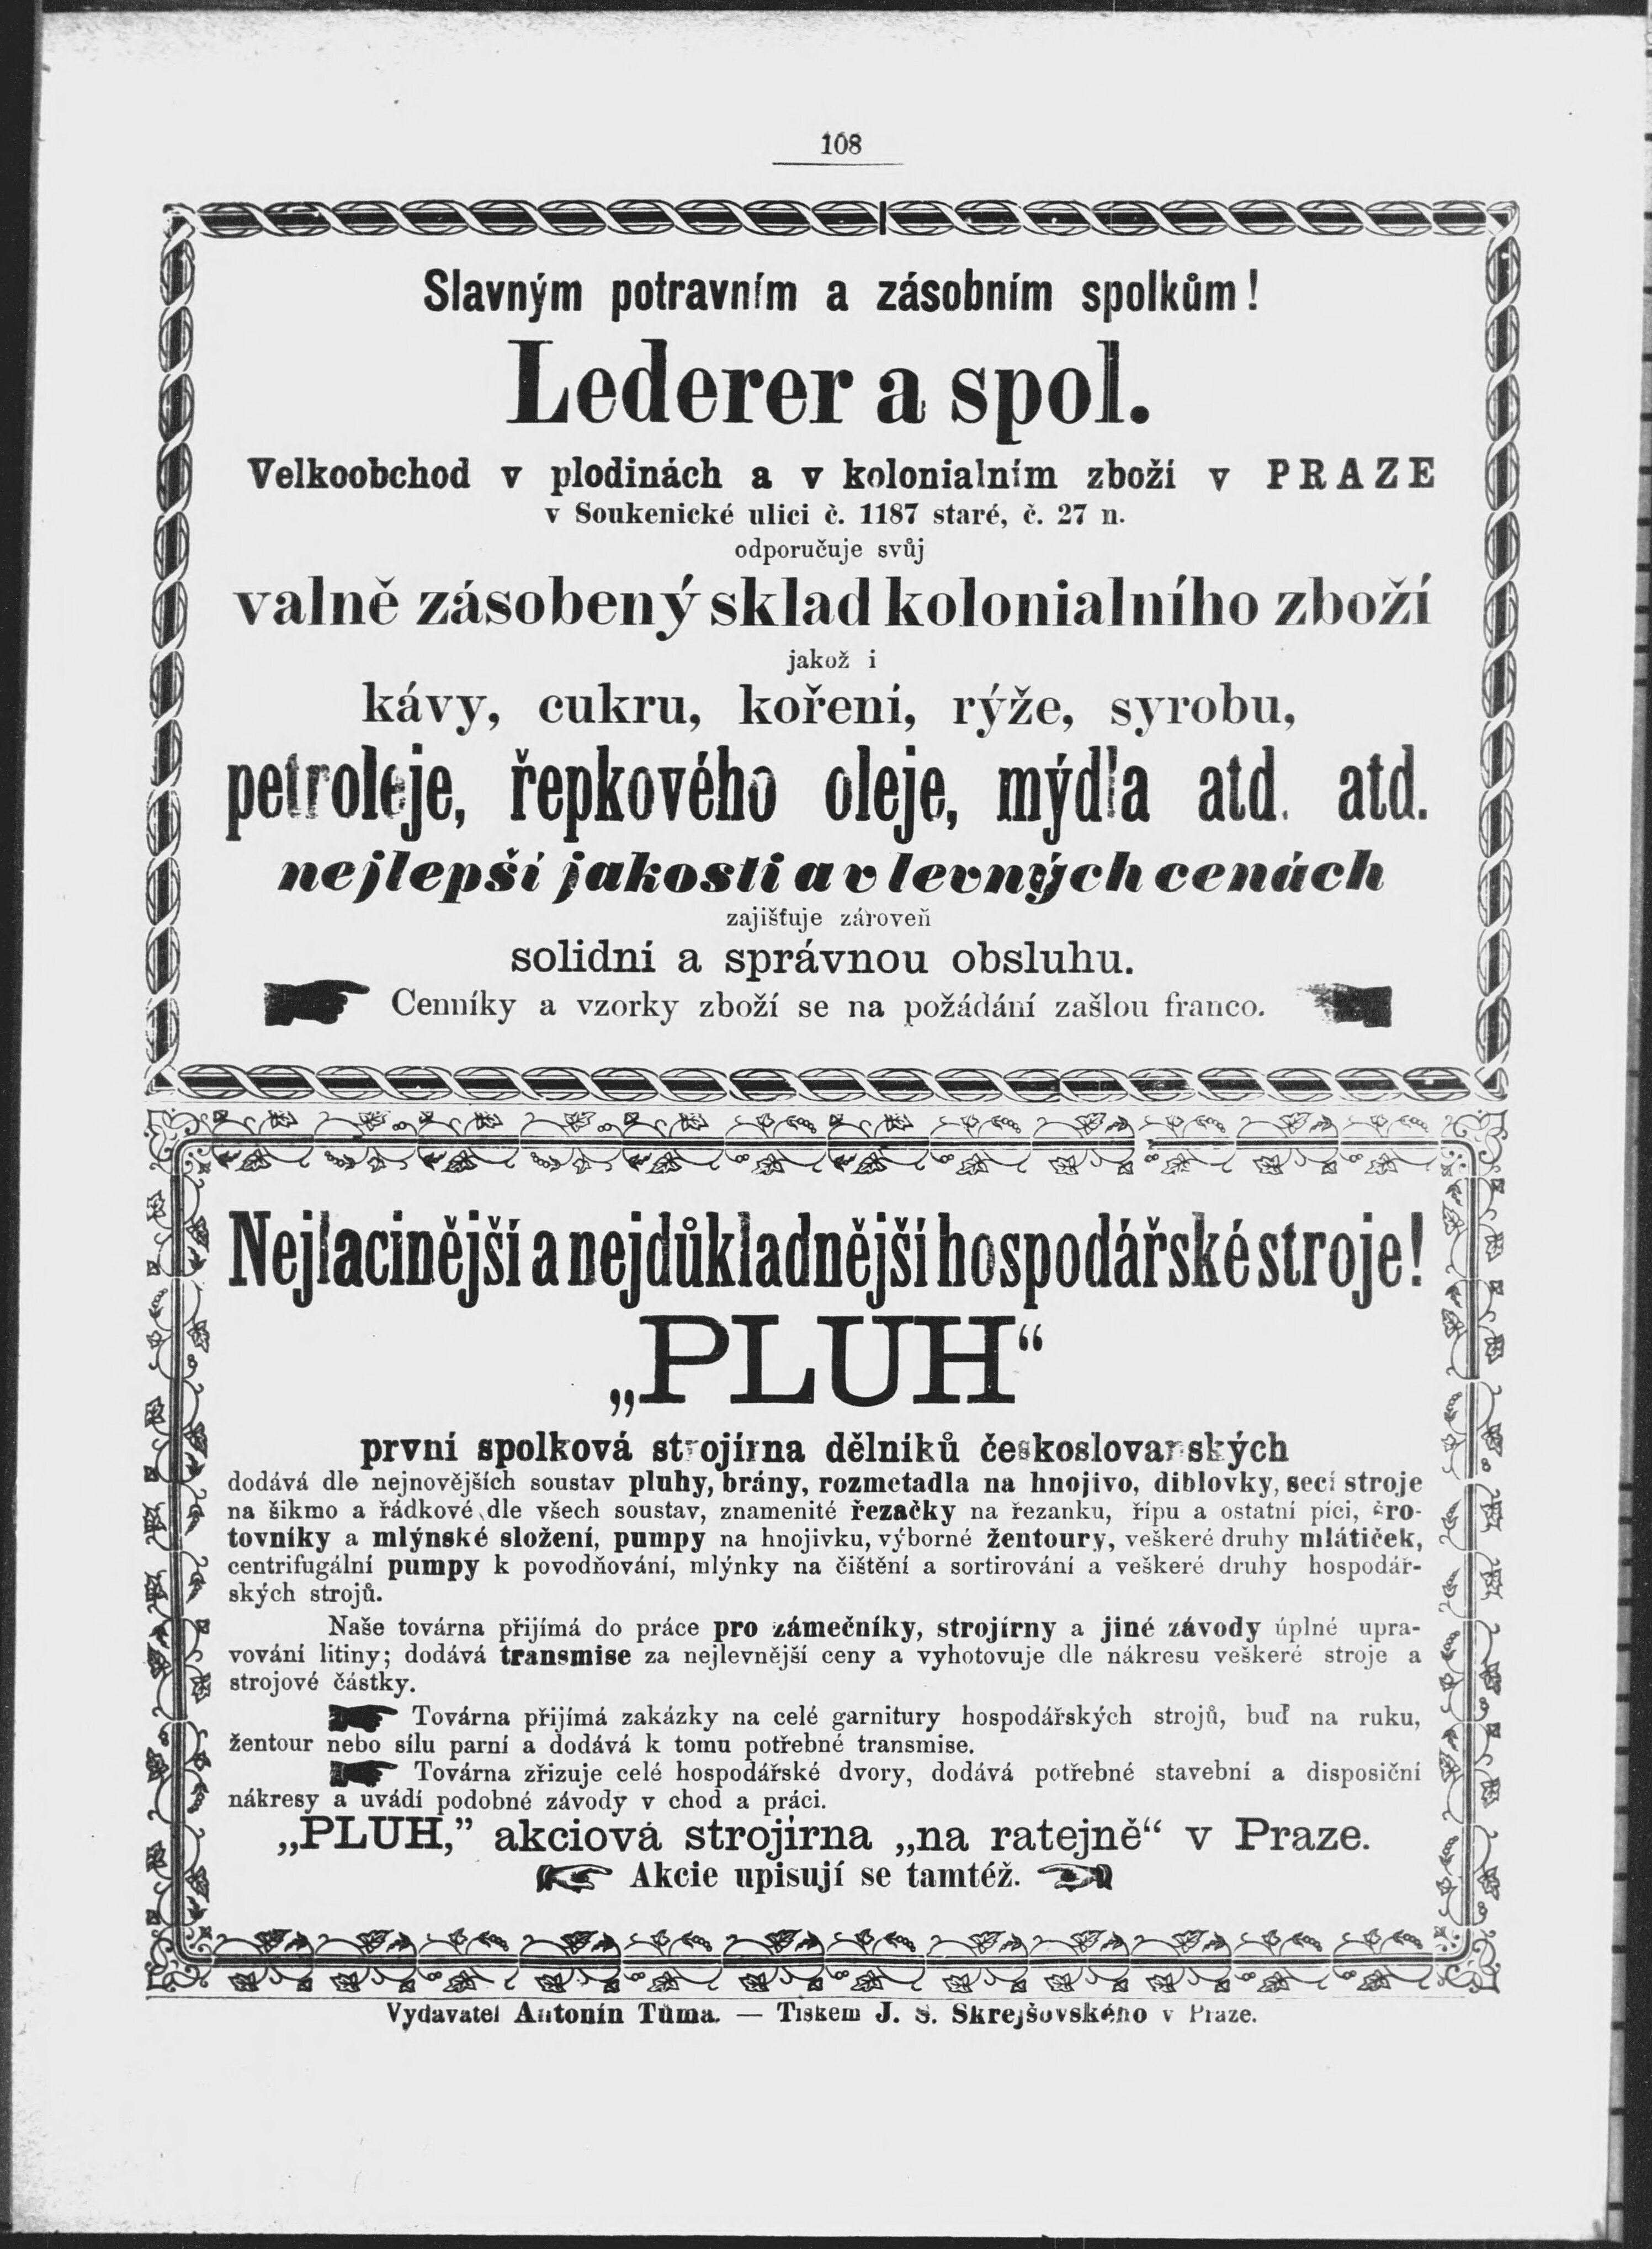 108
Slavným potravním a zásobním spolkům!
Lederer a spol.
Velkoobchod v plodinách a v kolonialním zboží v PRAZE
v Soukenické ulici č. 1187 staré, č. 27 n.
odporučuje svůj
valně zásobený sklad kolonialního zboží
jakož i
kávy, cukru, koření, rýže, syrobu,
petroleje, řepkového oleje, mýdla atd. atd.
nejlepší jakosti a v levných cenách
zajišťuje zároveň
solidní a správnou obsluhu.
Cenníky a vzorky zboží se na požádání zašlou franco.
Nejlacinější a nejdůkladnější hospodářské stroje!
„PLUH“
první spolková strojírna dělníků českoslovanských
dodává dle nejnovějších soustav pluhy, brány, rozmetadla na hnojivo, diblovky, secí stroje
na šikmo a řádkové dle všech soustav, znamenité řezačky na řezanku, řípu a ostatní píci, šro-
tovníky a mlýnské složení, pumpy na hnojivku, výborné žentoury, veškeré druhy mlátiček,
centrifugální pumpy k povodňování, mlýnky na čištění a sortirování a veškeré druhy hospodář-
ských strojů.
Naše továrna přijímá do práce pro zámečníky, strojírny a jiné závody úplné upra-
vování litiny; dodává transmise za nejlevnější ceny a vyhotovuje dle nákresu veškeré stroje a
strojové částky.
Továrna přijímá zakázky na celé garnitury hospodářských strojů, buď na ruku,
žentour nebo sílu parní a dodává k tomu potřebné transmise.
Továrna zřizuje celé hospodářské dvory, dodává potřebné stavební a disposiční
nákresy a uvádí podobné závody v chod a práci.
„PLUH,” akciová strojírna „na ratejně“ v Praze.
Akcie upisují se tamtéž.
Vydavatel Antonín Tůma. — Tiskem J. S. Skrejšovského v Praze.